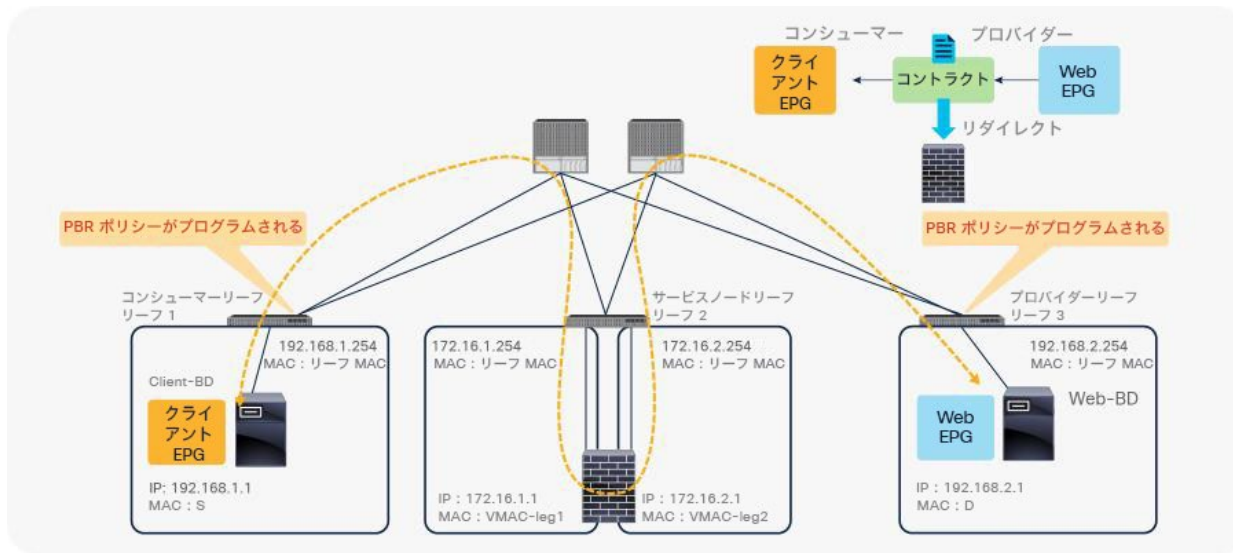 コンシューマー
プロバイダー
クライ
アント
EPG
コントラクト
Web
EPG
リダイレクト
PBR ポリシーがプログラムされる
PBR ポリシーがプログラムされる
コンシューマーリーフ
リーフ 1
サービスノードリーフ
リーフ 2
プロバイダーリーフ
リーフ 3
192.168.1.254
MAC：リーフ MAC
172.16.1.254
MAC：リーフ MAC
172.16.2.254
MAC：リーフ MAC
192.168.2.254
MAC：リーフ MAC
Client-BD
クライ
アント
EPG
IP: 192.168.1.1
MAC：S
IP：172.16.1.1
MAC：VMAC-leg1
IP：172.16.2.1
MAC：VMAC-leg2
Web
EPG
Web-BD
IP：192.168.2.1
MAC：D